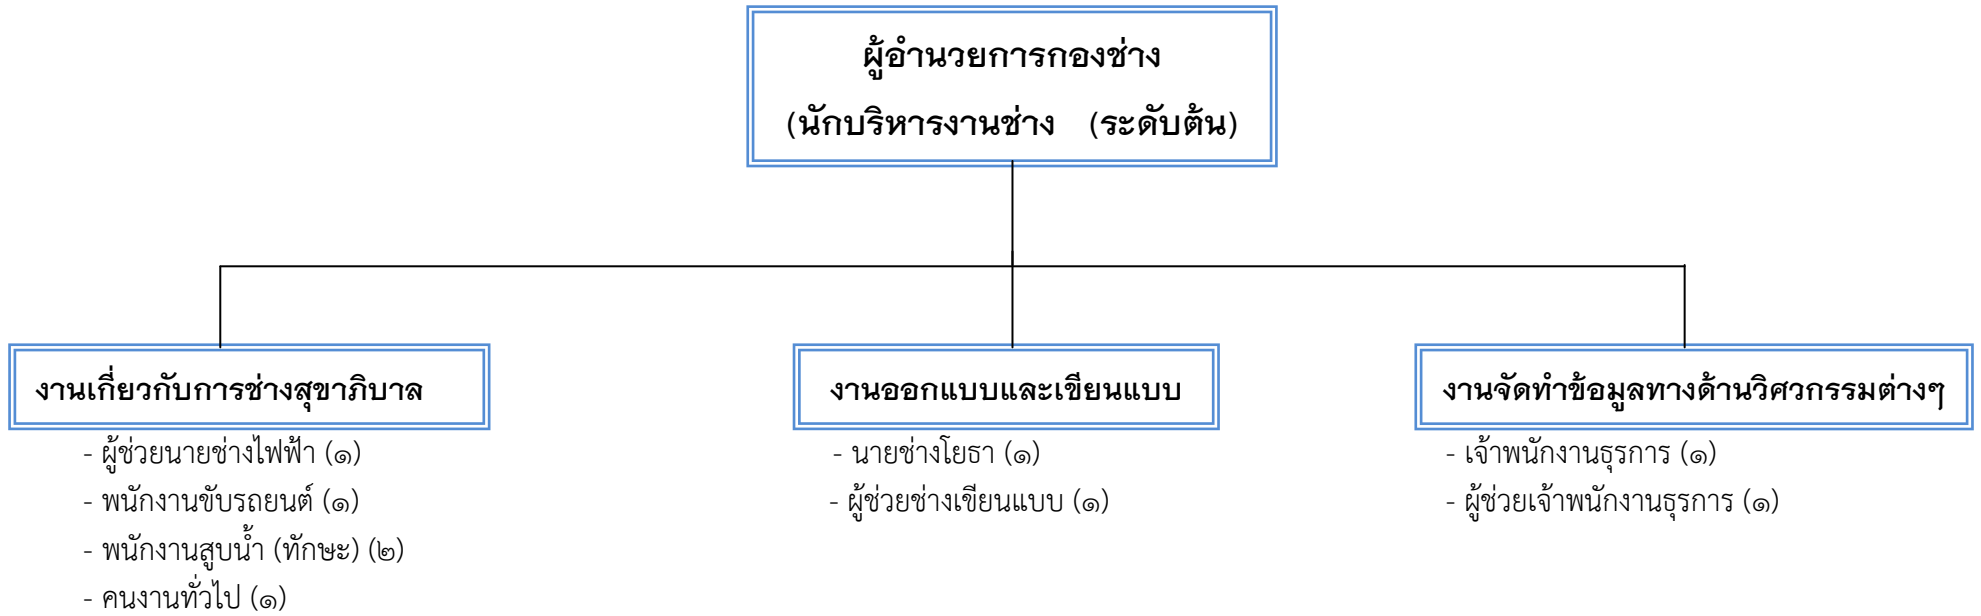 ผู้อำนวยการกองช่าง
(นักบริหารงานช่าง (ระดับต้น)
งานเกี่ยวกับการช่างสุขาภิบาล
- ผู้ช่วยนายช่างไฟฟ้า (๑)
- พนักงานขับรถยนต์ (๑)
- พนักงานสูบน้ำ (ทักษะ) (๒)
- คนงานทั่วไป (๑)
งานออกแบบและเขียนแบบ
- นายช่างโยธา (๑)
- ผู้ช่วยช่างเขียนแบบ (๑)
งานจัดทำข้อมูลทางด้านวิศวกรรมต่างๆ
- เจ้าพนักงานธุรการ (๑)
- ผู้ช่วยเจ้าพนักงานธุรการ (๑)